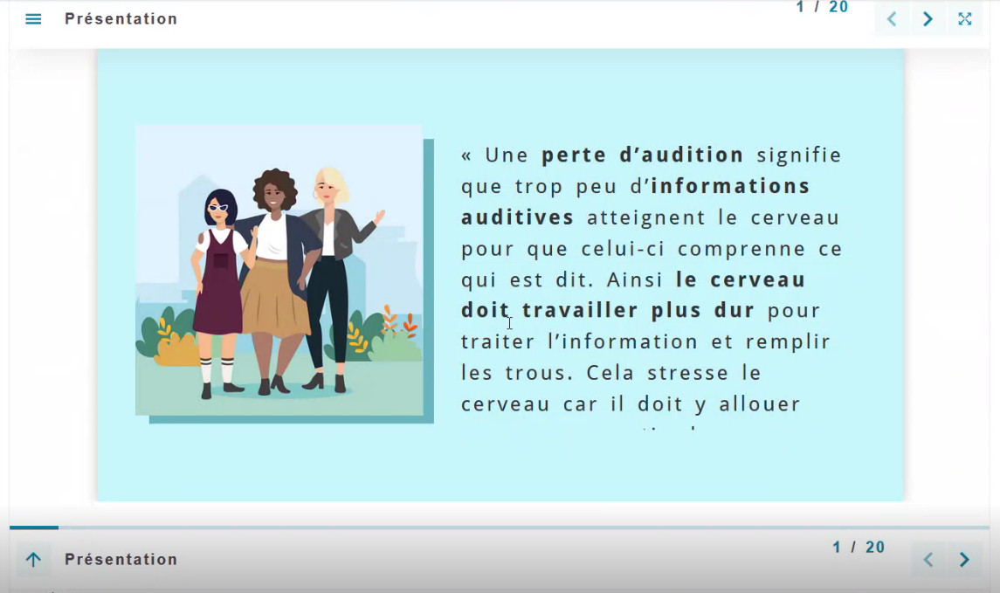 Présentation
1 / 20
« Une perte d’audition signifie
que trop peu d’informations
auditives atteignent le cerveau
pour que celui-ci comprenne ce
qui est dit. Ainsi le cerveau
doit travailler plus dur pour
traiter l’information et remplir
les trous. Cela stresse le
cerveau car il doit y allouer
Présentation
1 / 20